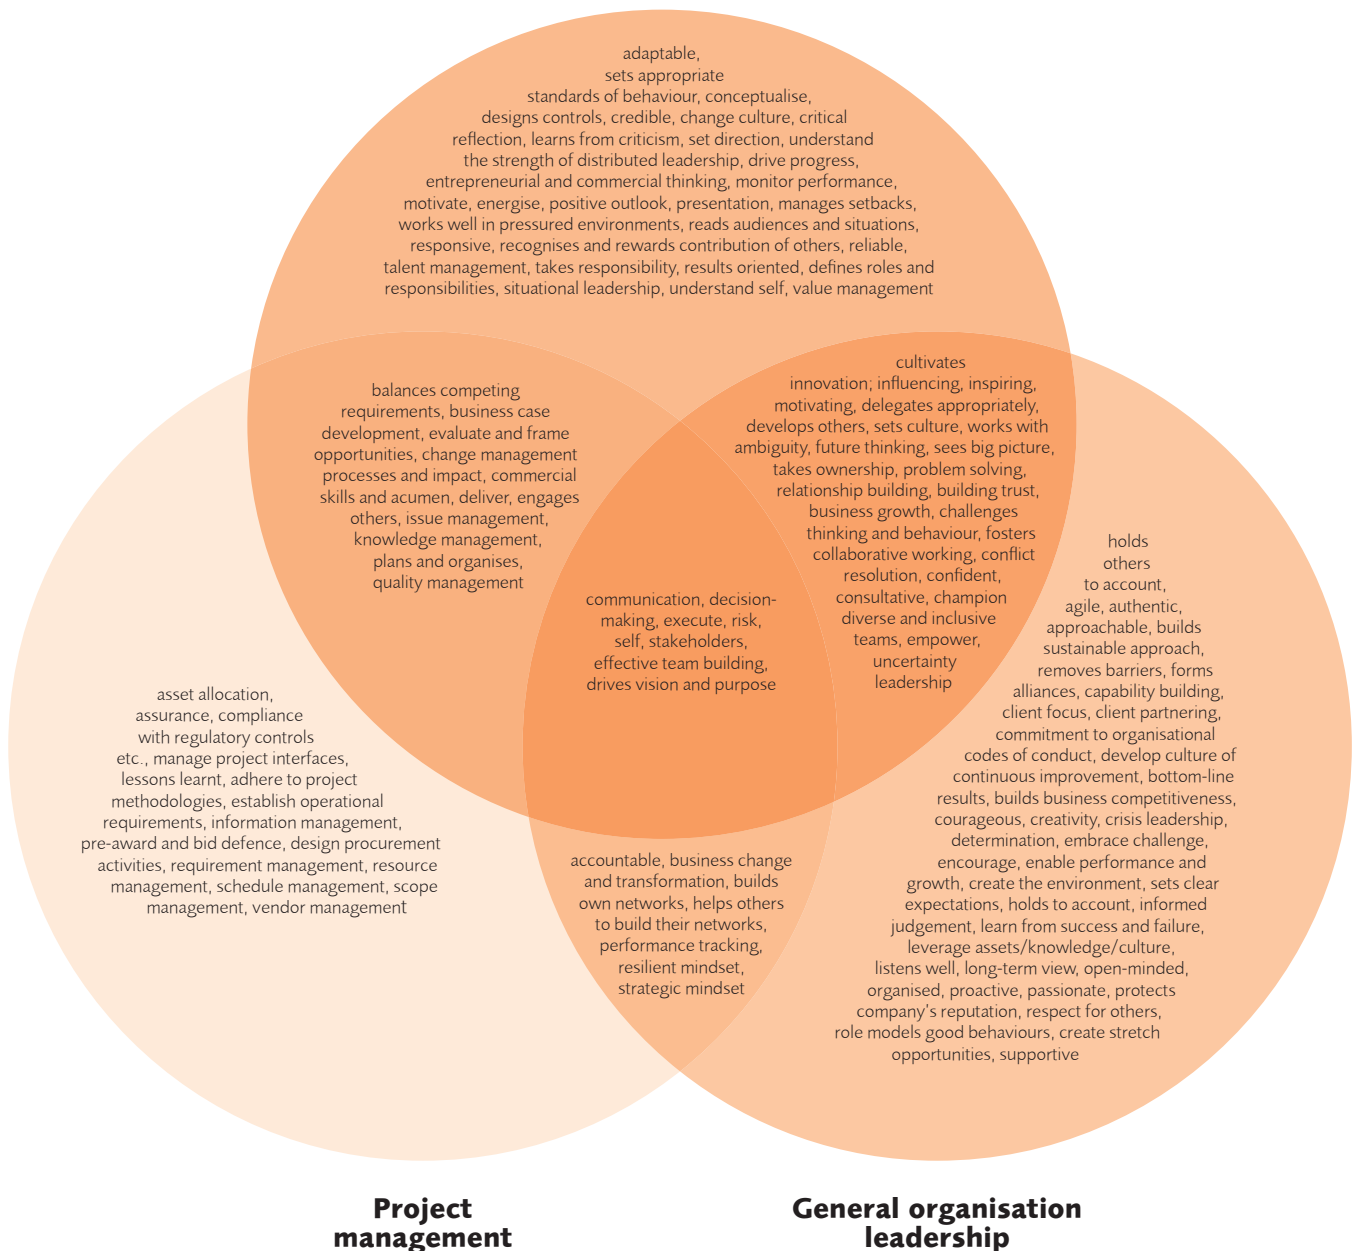 adaptable,
sets appropriate
standards of behaviour, conceptualise,
designs controls, credible, change culture, critical
reflection, learns from criticism, set direction, understand
the strength of distributed leadership, drive progress,
entrepreneurial and commercial thinking, monitor performance,
motivate, energise, positive outlook, presentation, manages setbacks,
works well in pressured environments, reads audiences and situations,
responsive, recognises and rewards contribution of others, reliable,
talent management, takes responsibility, results oriented, defines roles and
responsibilities, situational leadership, understand self, value management
balances competing
requirements, business case
development, evaluate and frame
opportunities, change management
processes and impact, commercial
skills and acumen, deliver, engages
others, issue management,
knowledge management,
plans and organises,
quality management
cultivates
innovation; influencing, inspiring,
motivating, delegates appropriately,
develops others, sets culture, works with
ambiguity, future thinking, sees big picture,
takes ownership, problem solving,
relationship building, building trust,
business growth, challenges
thinking and behaviour, fosters
collaborative working, conflict
resolution, confident,
consultative, champion
diverse and inclusive
teams, empower,
uncertainty
leadership
communication, decision-
making, execute, risk,
self, stakeholders,
effective team building,
drives vision and purpose
asset allocation,
assurance, compliance
with regulatory controls
etc., manage project interfaces,
lessons learnt, adhere to project
methodologies, establish operational
requirements, information management,
pre-award and bid defence, design procurement
activities, requirement management, resource
management, schedule management, scope
management, vendor management
accountable, business change
and transformation, builds
own networks, helps others
to build their networks,
performance tracking,
resilient mindset,
strategic mindset
holds
others
to account,
agile, authentic,
approachable, builds
sustainable approach,
removes barriers, forms
alliances, capability building,
client focus, client partnering,
commitment to organisational
codes of conduct, develop culture of
continuous improvement, bottom-line
results, builds business competitiveness,
courageous, creativity, crisis leadership,
determination, embrace challenge,
encourage, enable performance and
growth, create the environment, sets clear
expectations, holds to account, informed
judgement, learn from success and failure,
leverage assets/knowledge/culture,
listens well, long-term view, open-minded,
organised, proactive, passionate, protects
company's reputation, respect for others,
role models good behaviours, create stretch
opportunities, supportive
Project
management
General organisation
leadership